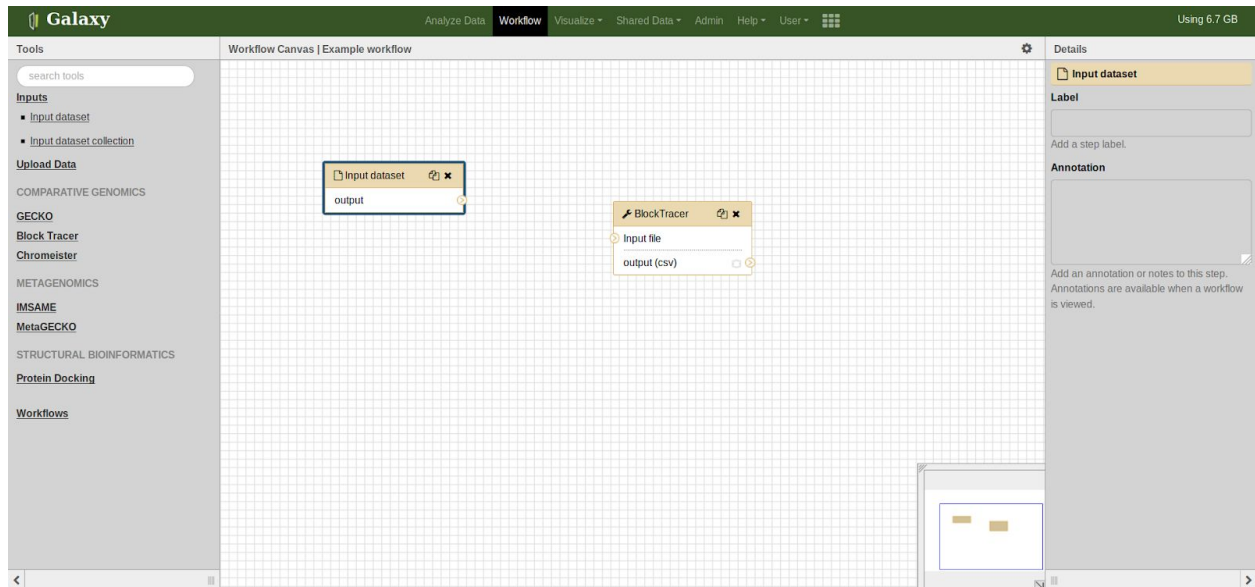 Galaxy
Analyze Data Workflow Visualize Shared Data Admin Help User
Using 6.7 GB
Tools
search tools
Inputs
Input dataset
Input dataset collection
Upload Data
COMPARATIVE GENOMICS
GECKO
Block Tracer
Chromeister
METAGENOMICS
IMSAME
MetaGECKO
STRUCTURAL BIOINFORMATICS
Protein Docking
Workflows
Workflow Canvas | Example workflow
Input dataset
output
BlockTracer
Input file
output (csv)
Details
Input dataset
Label
Add a step label.
Annotation
Add an annotation or notes to this step.
Annotations are available when a workflow
is viewed.